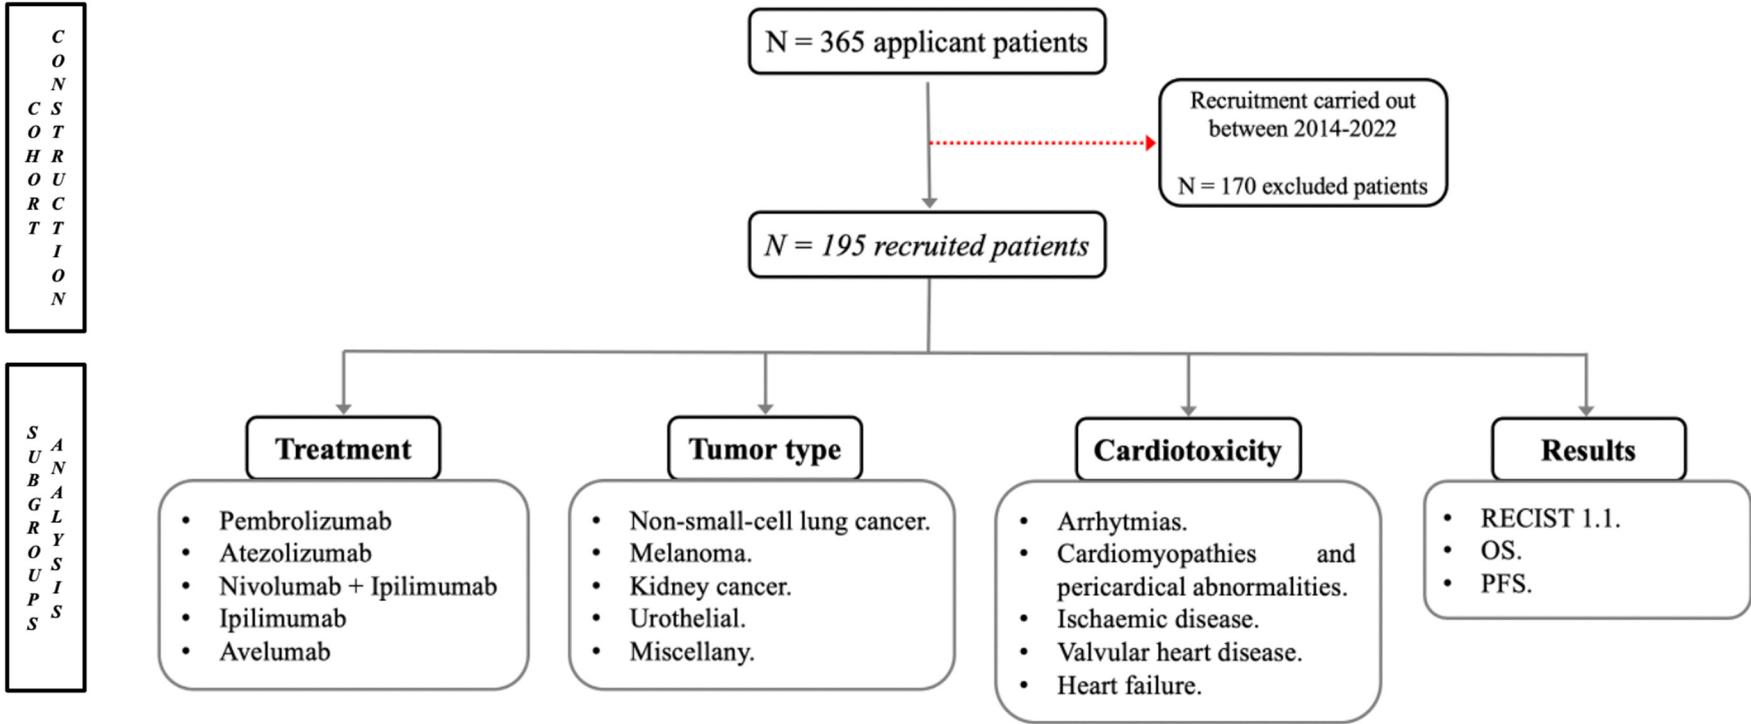 COHORT
CONSTRUCTION
N = 365 applicant patients
Recruitment carried out
between 2014-2022
N = 170 excluded patients
N = 195 recruited patients
SUBGROUPS
ANALYSIS
Treatment
• Pembrolizumab
• Atezolizumab
• Nivolumab + Ipilimumab
• Ipilimumab
• Avelumab
Tumor type
• Non-small-cell lung cancer.
• Melanoma.
• Kidney cancer.
• Urothelial.
• Miscellany.
Cardiotoxicity
• Arrhytmias.
• Cardiomyopathies and
pericardical abnormalities.
• Ischaemic disease.
• Valvular heart disease.
• Heart failure.
Results
• RECIST 1.1.
• OS.
• PFS.